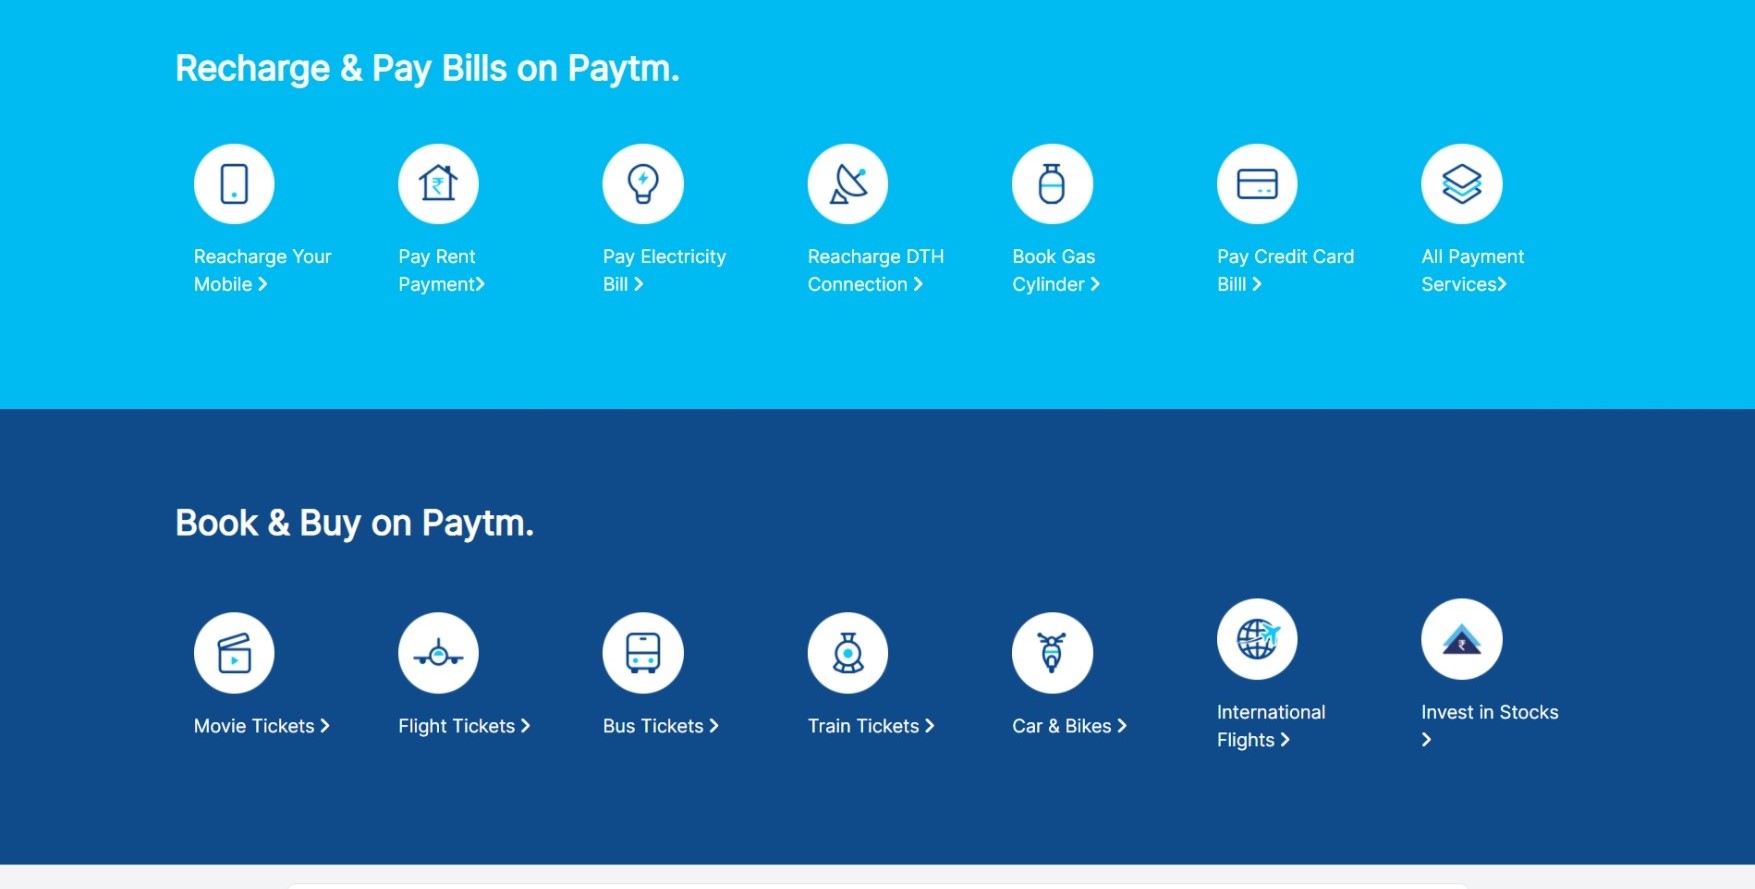 Recharge & Pay Bills on Paytm.
Reacharge Your
Mobile >
Pay Rent
Payment>
Pay Electricity
Bill >
Reacharge DTH
Connection >
Book Gas
Cylinder >
Pay Credit Card
Billl >
All Payment
Services>
Book & Buy on Paytm.
Movie Tickets >
Flight Tickets >
Bus Tickets >
Train Tickets >
Car & Bikes >
International
Flights >
Invest in Stocks
>